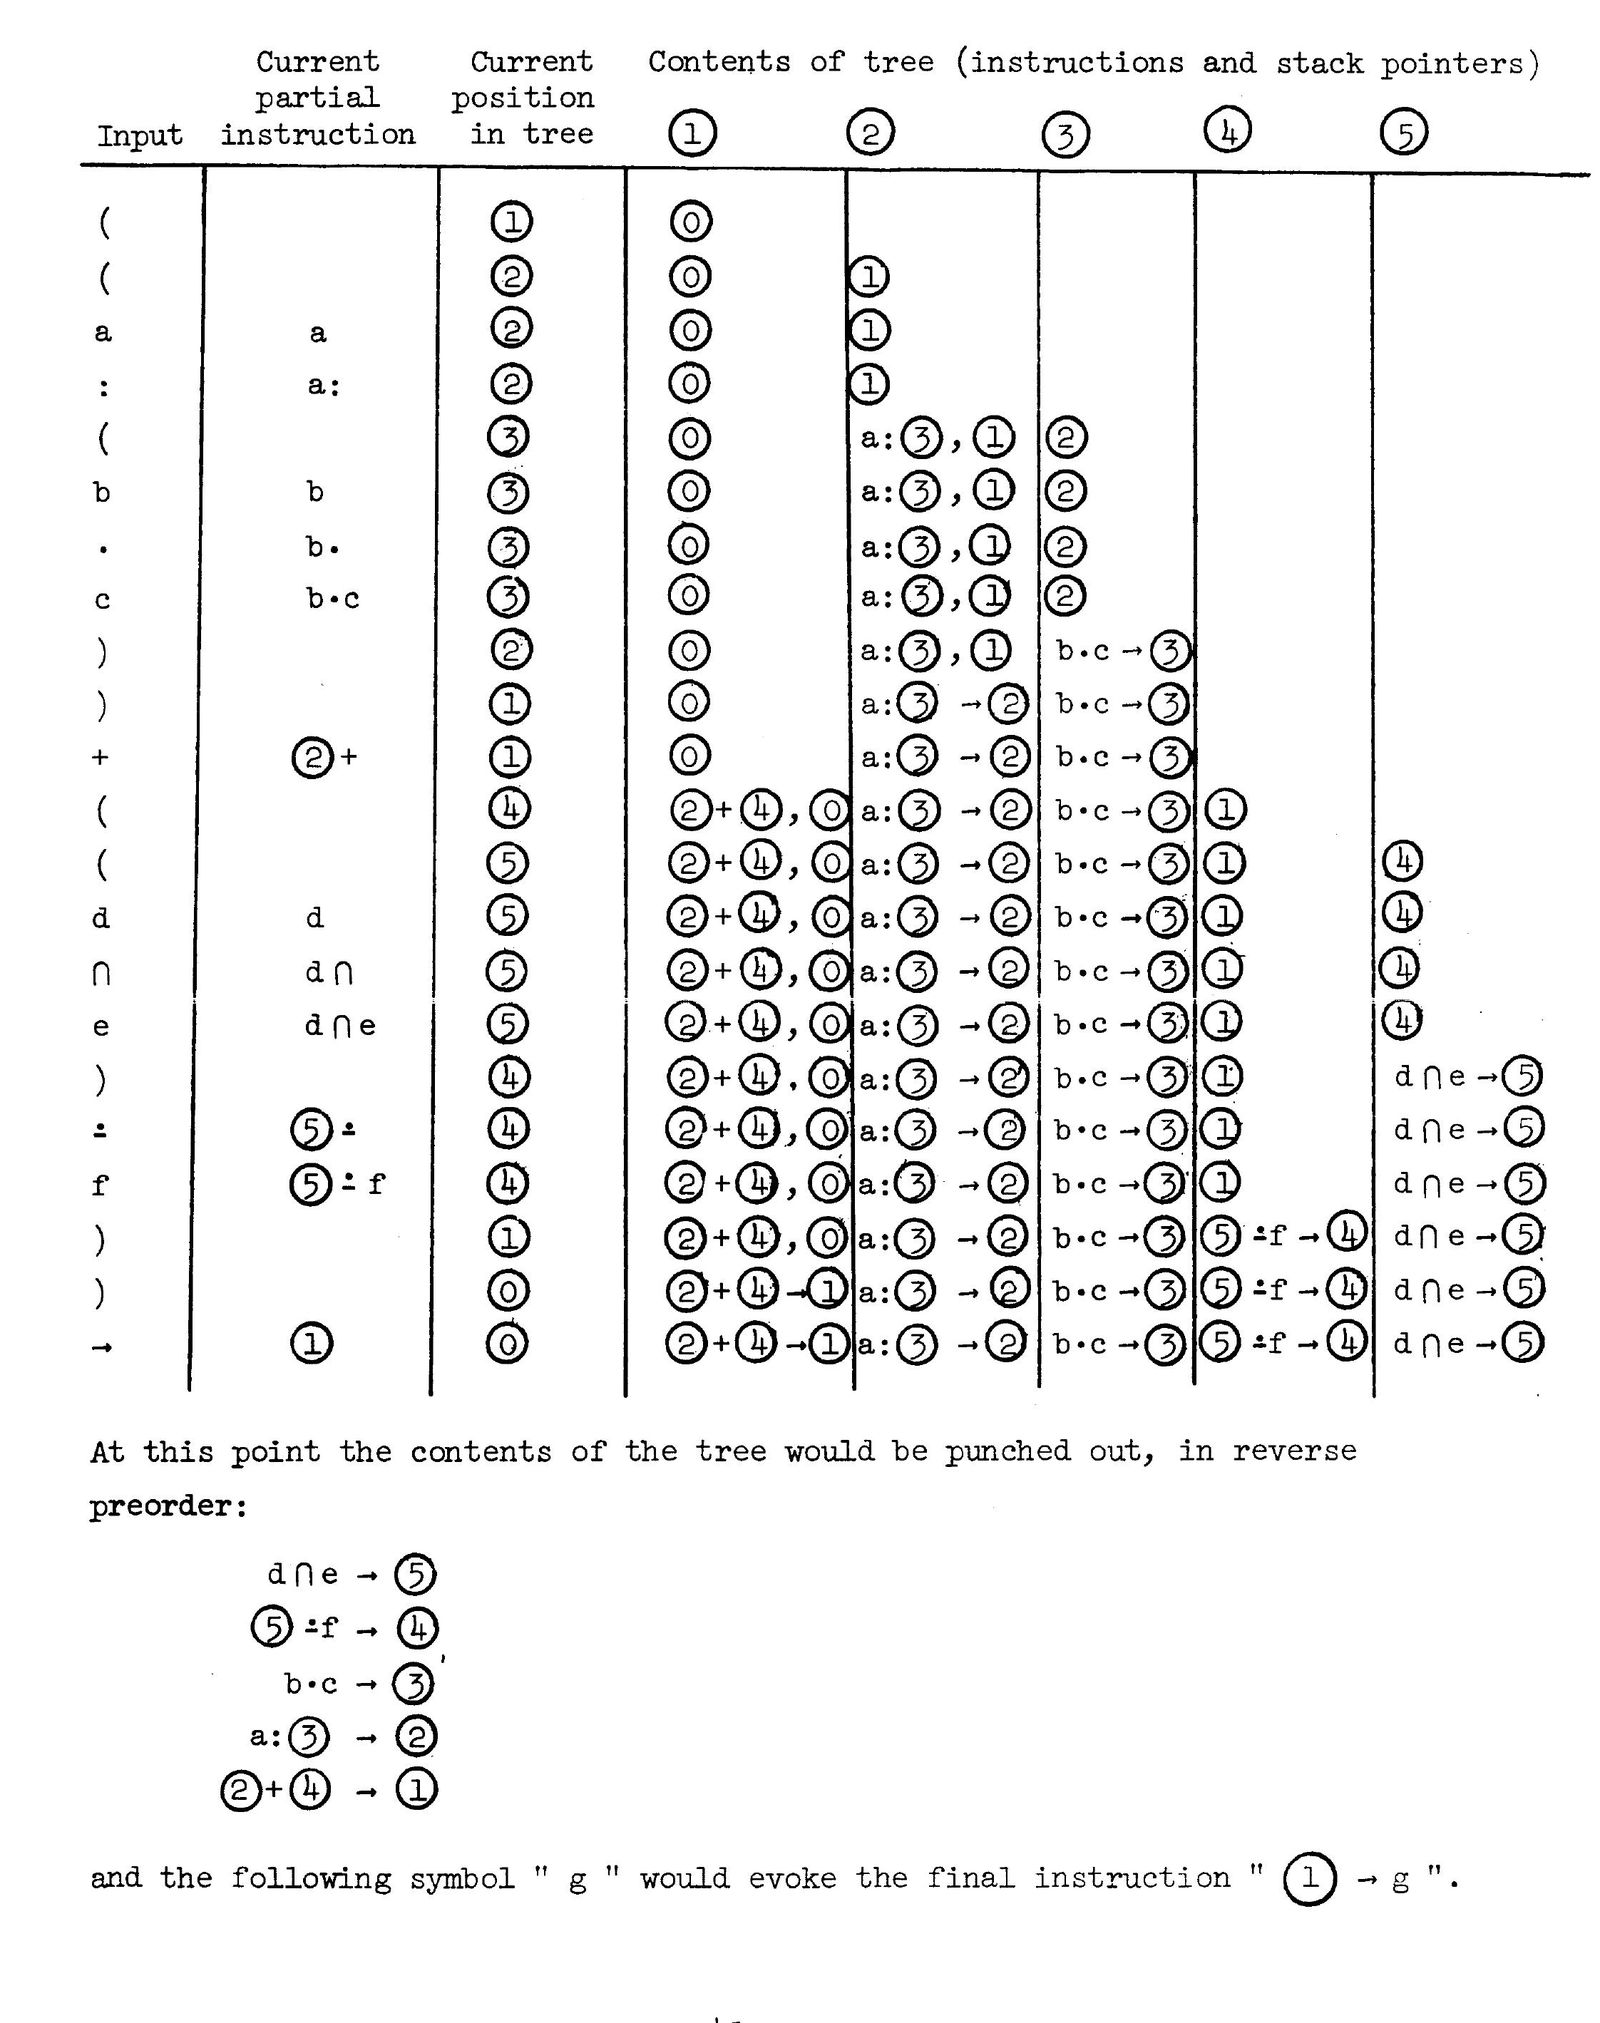 Current Current Contents of tree (instructions and stack pointers)
partial position
Input instruction in tree ① ② ③ ④ ⑤
( ① ⓪
( ② ⓪ ①
a a ② ⓪ ①
: a: ② ⓪ ①
( ③ ⓪ a:③,① ②
b b ③ ⓪ a:③,① ②
· b· ③ ⓪ a:③,① ②
c b·c ③ ⓪ a:③,① ②
) ② ⓪ a:③,① b·c → ③
) ① ⓪ a:③ → ② b·c → ③
+ ②+ ① ⓪ a:③ → ② b·c → ③
( ④ ②+④,⓪ a:③ → ② b·c → ③ ①
( ⑤ ②+④,⓪ a:③ → ② b·c → ③ ① ④
d d ⑤ ②+④,⓪ a:③ → ② b·c → ③ ① ④
∩ d∩ ⑤ ②+④,⓪ a:③ → ② b·c → ③ ① ④
e d∩e ⑤ ②+④,⓪ a:③ → ② b·c → ③ ① ④
) ④ ②+④,⓪ a:③ → ② b·c → ③ ① d∩e → ⑤
∸ ⑤∸ ④ ②+④,⓪ a:③ → ② b·c → ③ ① d∩e → ⑤
f ⑤∸f ④ ②+④,⓪ a:③ → ② b·c → ③ ① d∩e → ⑤
) ① ②+④,⓪ a:③ → ② b·c → ③ ⑤∸f → ④ d∩e → ⑤
) ⓪ ②+④→① a:③ → ② b·c → ③ ⑤∸f → ④ d∩e → ⑤
→ ① ⓪ ②+④→① a:③ → ② b·c → ③ ⑤∸f → ④ d∩e → ⑤
At this point the contents of the tree would be punched out, in reverse
preorder:
d∩e → ⑤
⑤∸f → ④
b·c → ③
a:③ → ②
②+④ → ①
and the following symbol " g " would evoke the final instruction " ① → g ".